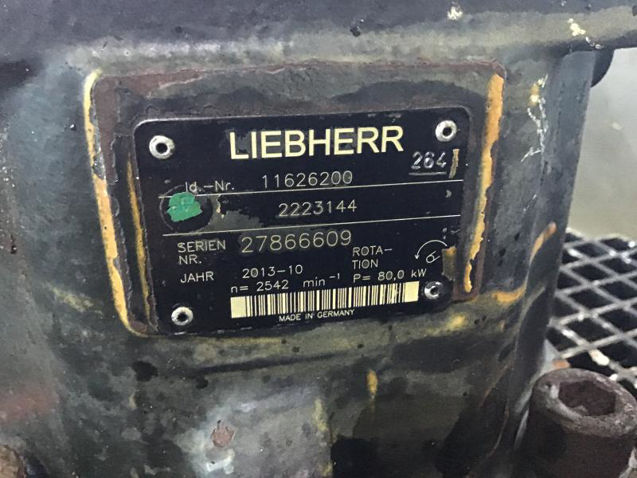 LIEBHERR
264
Id.-Nr. 11626200
2223144
SERIEN NR. 27866609
JAHR 2013-10 ROTA-TION
n= 2542 min⁻¹ P= 80,0 kW
MADE IN GERMANY